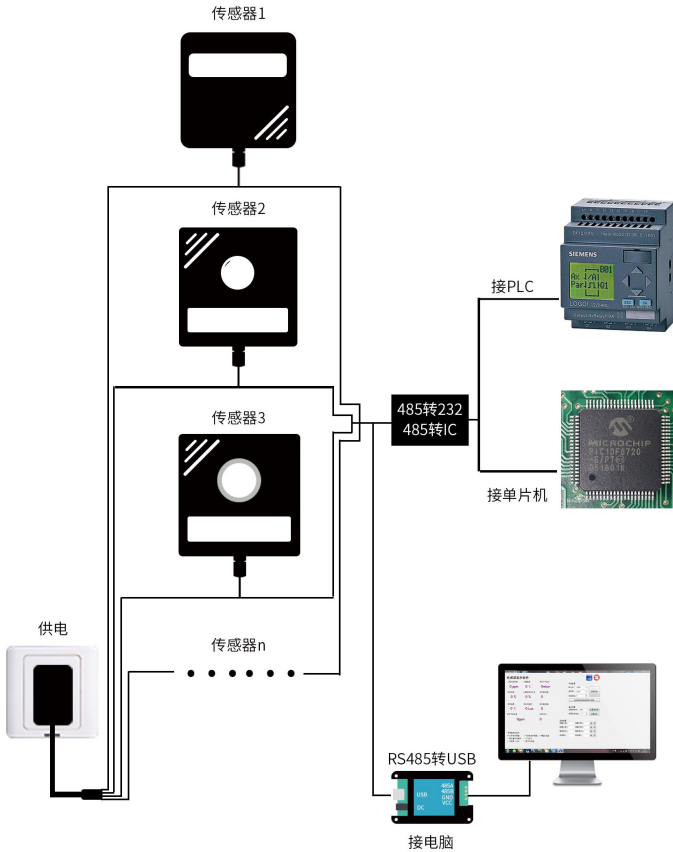 传感器1
传感器2
SIEMENS
LOGO!
接PLC
传感器3
485转232
485转IC
MICROCHIP
接单片机
供电
传感器n
RS485转USB
USB
DC
485A
485B
GND
VCC
接电脑